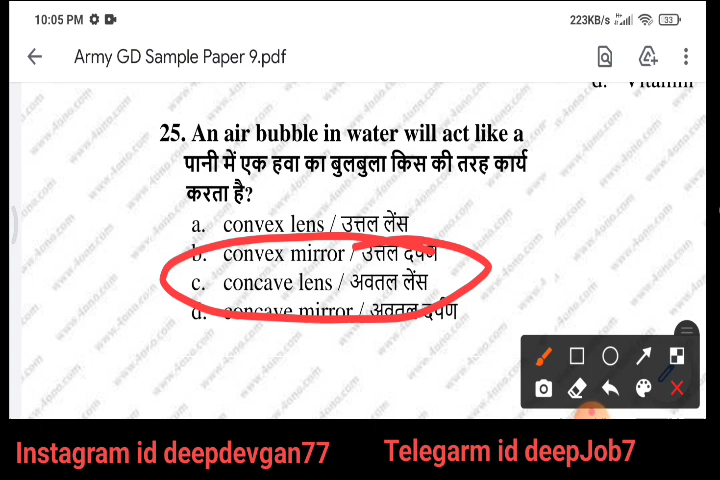 10:05 PM
223KB/s
33
Army GD Sample Paper 9.pdf
25. An air bubble in water will act like a
पानी में एक हवा का बुलबुला किस की तरह कार्य
करता है?
a. convex lens / उत्तल लेंस
b. convex mirror / उत्तल दर्पण
c. concave lens / अवतल लेंस
d. concave mirror / अवतल दर्पण
Instagram id deepdevgan77
Telegarm id deepJob7